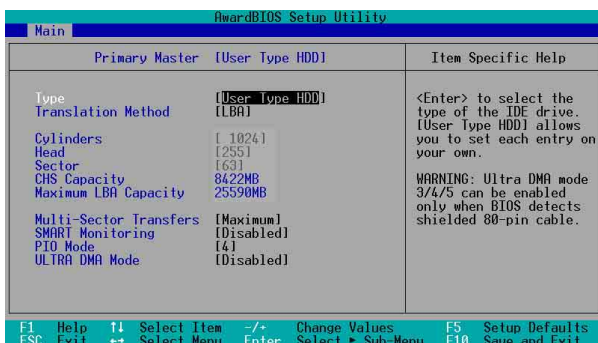 AwardBIOS Setup Utility
Main
Primary Master [User Type HDD]
Item Specific Help
Type [User Type HDD]
Translation Method [LBA]
Cylinders [ 1024]
Head [255]
Sector [63]
CHS Capacity 8422MB
Maximum LBA Capacity 25590MB
Multi-Sector Transfers [Maximum]
SMART Monitoring [Disabled]
PIO Mode [4]
ULTRA DMA Mode [Disabled]
<Enter> to select the
type of the IDE drive.
[User Type HDD] allows
you to set each entry on
your own.
WARNING: Ultra DMA mode
3/4/5 can be enabled
only when BIOS detects
shielded 80-pin cable.
F1 Help ↑↓ Select Item -/+ Change Values F5 Setup Defaults
ESC Exit ↔ Select Menu Enter Select ► Sub-Menu F10 Save and Exit